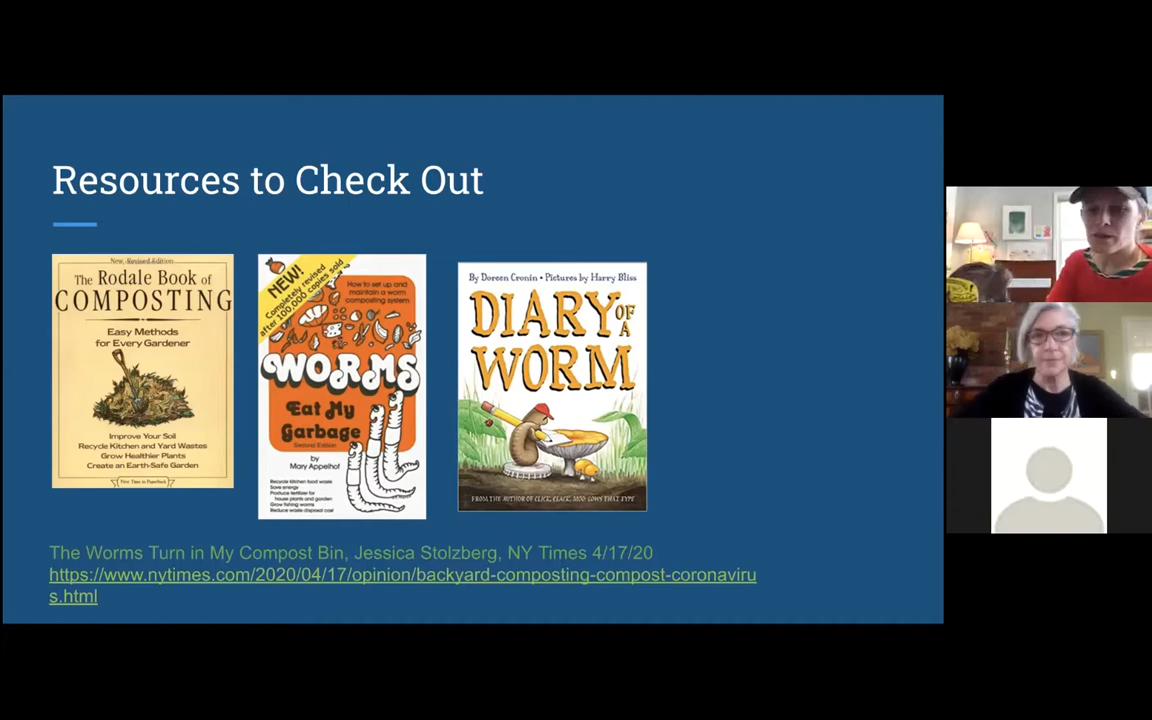 Resources to Check Out
New, Revised Edition
The Rodale Book of
COMPOSTING
Easy Methods
for Every Gardener
Improve Your Soil
Recycle Kitchen and Yard Wastes
Grow Healthier Plants
Create an Earth-Safe Garden
First Time in Paperback
NEW!
Completely revised
after 100,000 copies sold
How to set up and
maintain a worm
composting system
WORMS
Eat My
Garbage
Second Edition
by
Mary Appelhof
Recycle kitchen food waste
Save energy
Produce fertilizer for
house plants and garden
Grow fishing worms
Reduce waste disposal cost
By Doreen Cronin • Pictures by Harry Bliss
DIARY OF
A
WORM
FROM THE AUTHOR OF CLICK, CLACK, MOO: COWS THAT TYPE
The Worms Turn in My Compost Bin, Jessica Stolzberg, NY Times 4/17/20
https://www.nytimes.com/2020/04/17/opinion/backyard-composting-compost-coronaviru
s.html